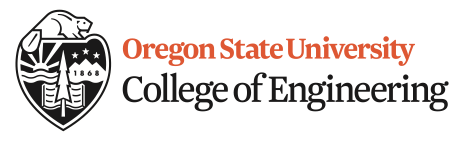 1868
Oregon State University
College of Engineering